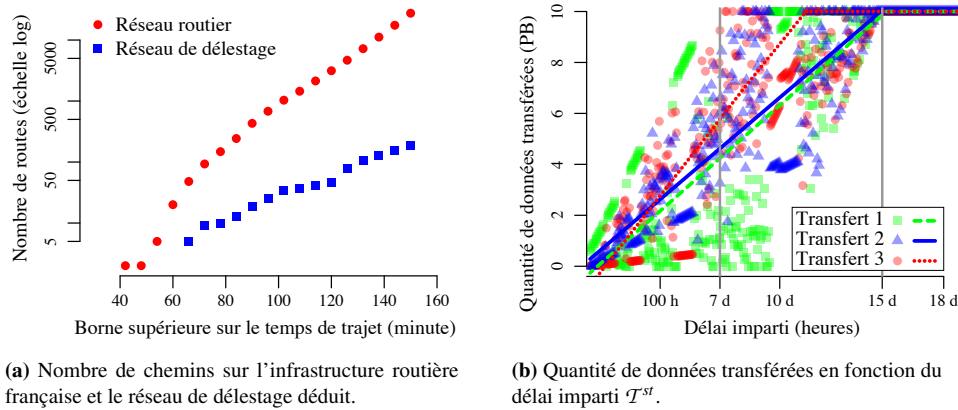 Nombre de routes (échelle log)
5000
500
50
5
Réseau routier
Réseau de délestage
40 60 80 100 120 140 160
Borne supérieure sur le temps de trajet (minute)
(a) Nombre de chemins sur l'infrastructure routière
française et le réseau de délestage déduit.
Quantité de données transférées (PB)
10
8
6
4
2
0
Transfert 1
Transfert 2
Transfert 3
100 h 7 d 10 d 15 d 18 d
Délai imparti (heures)
(b) Quantité de données transférées en fonction du
délai imparti 𝒯ˢᵗ.